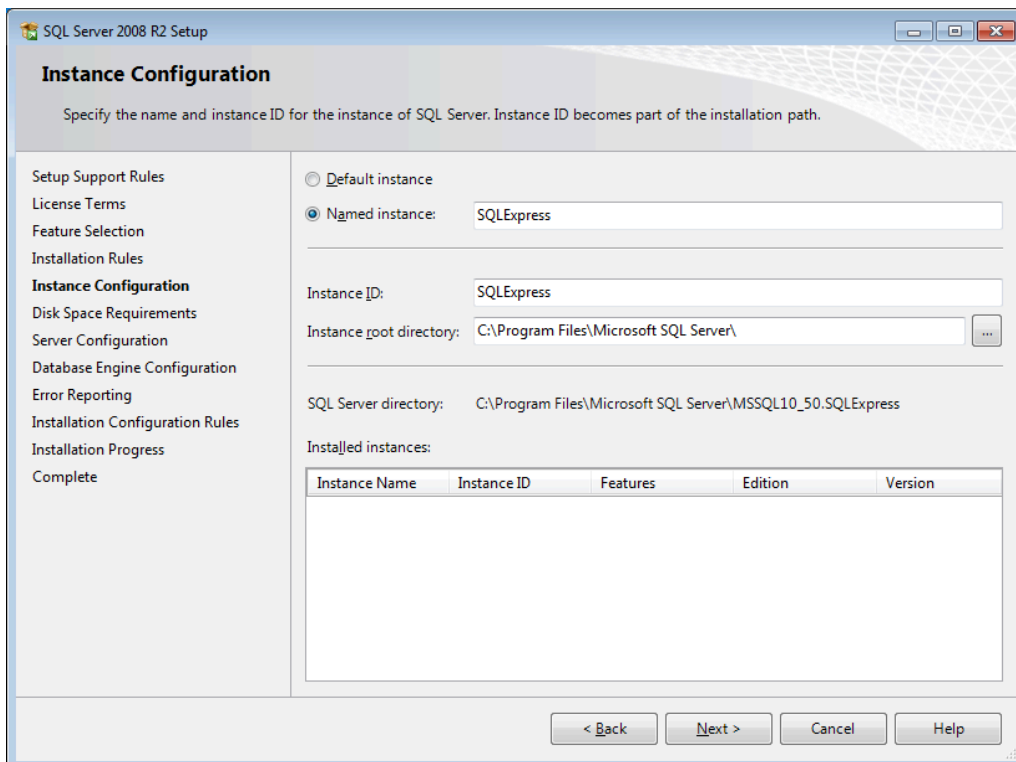 SQL Server 2008 R2 Setup
Instance Configuration
Specify the name and instance ID for the instance of SQL Server. Instance ID becomes part of the installation path.
Setup Support Rules
License Terms
Feature Selection
Installation Rules
Instance Configuration
Disk Space Requirements
Server Configuration
Database Engine Configuration
Error Reporting
Installation Configuration Rules
Installation Progress
Complete
Default instance
Named instance: SQLExpress
Instance ID: SQLExpress
Instance root directory: C:\Program Files\Microsoft SQL Server\ ...
SQL Server directory: C:\Program Files\Microsoft SQL Server\MSSQL10_50.SQLExpress
Installed instances:
Instance Name Instance ID Features Edition Version
< Back Next > Cancel Help